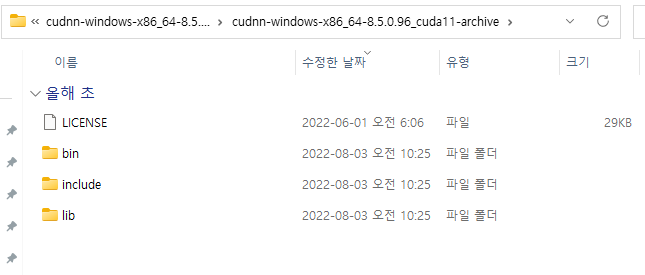 cudnn-windows-x86_64-8.5.... cudnn-windows-x86_64-8.5.0.96_cuda11-archive
이름 수정한 날짜 유형 크기
올해 초
LICENSE 2022-06-01 오전 6:06 파일 29KB
bin 2022-08-03 오전 10:25 파일 폴더
include 2022-08-03 오전 10:25 파일 폴더
lib 2022-08-03 오전 10:25 파일 폴더